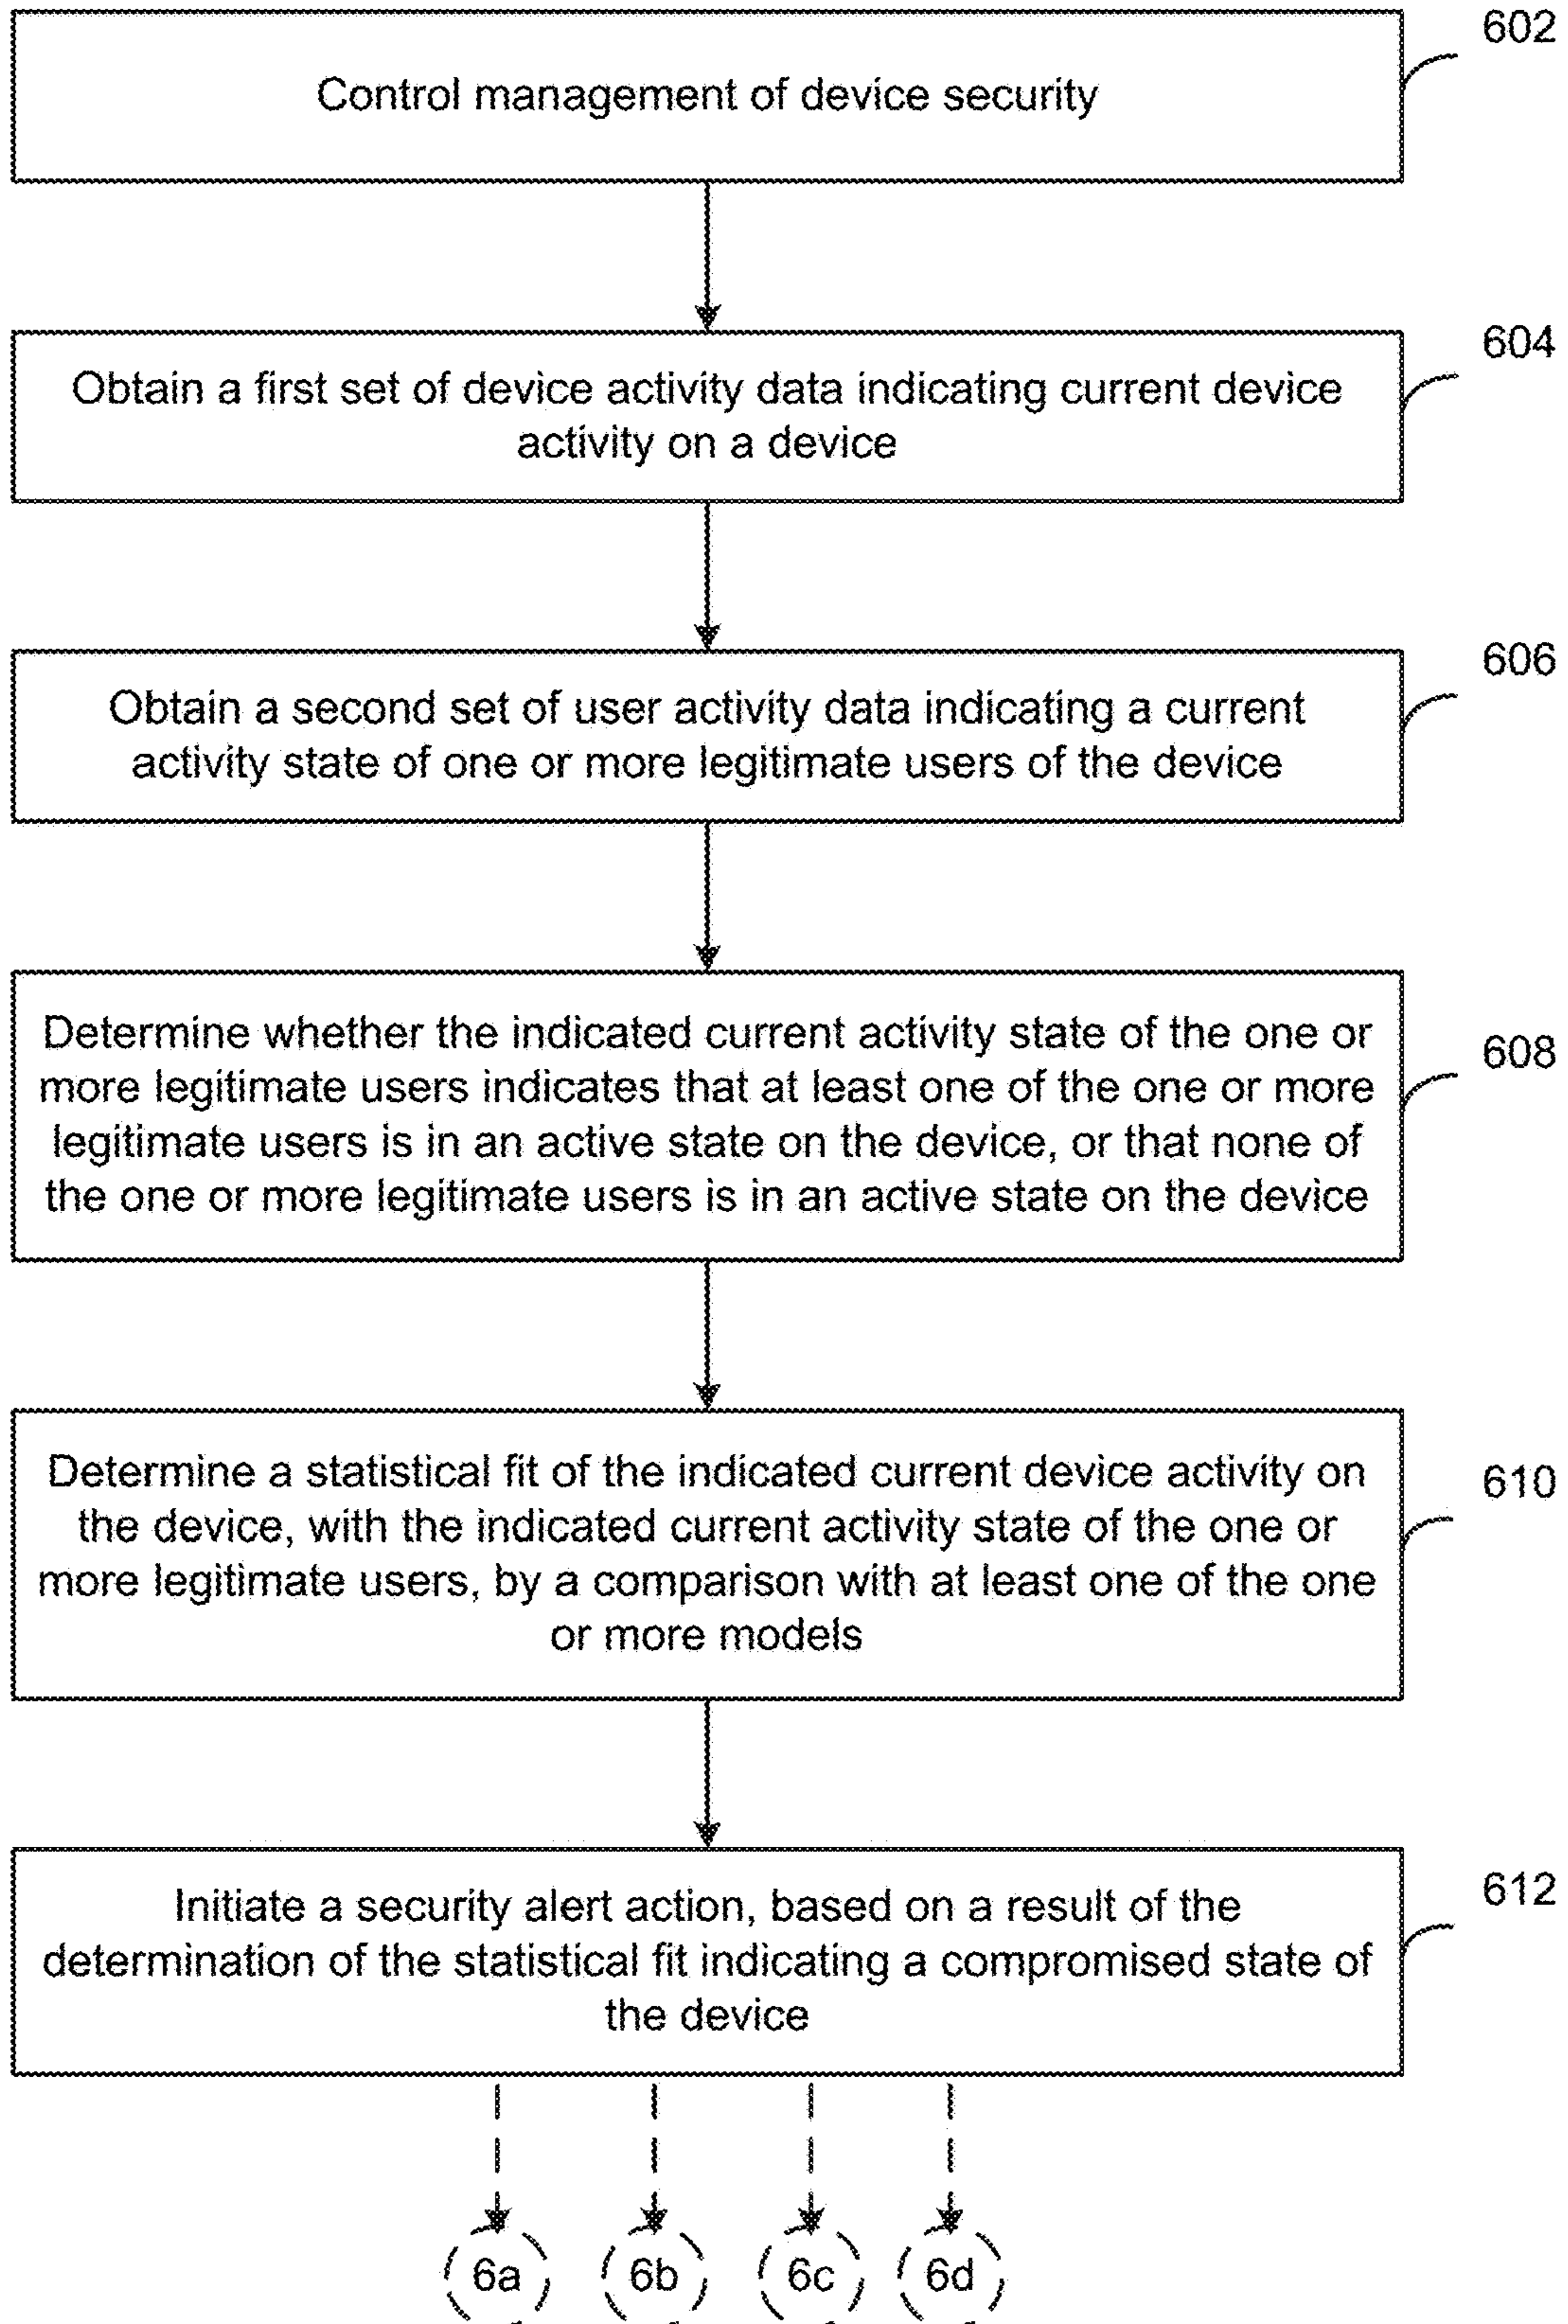 602
Control management of device security
604
Obtain a first set of device activity data indicating current device
activity on a device
606
Obtain a second set of user activity data indicating a current
activity state of one or more legitimate users of the device
608
Determine whether the indicated current activity state of the one or
more legitimate users indicates that at least one of the one or more
legitimate users is in an active state on the device, or that none of
the one or more legitimate users is in an active state on the device
610
Determine a statistical fit of the indicated current device activity on
the device, with the indicated current activity state of the one or
more legitimate users, by a comparison with at least one of the one
or more models
612
Initiate a security alert action, based on a result of the
determination of the statistical fit indicating a compromised state of
the device
6a 6b 6c 6d